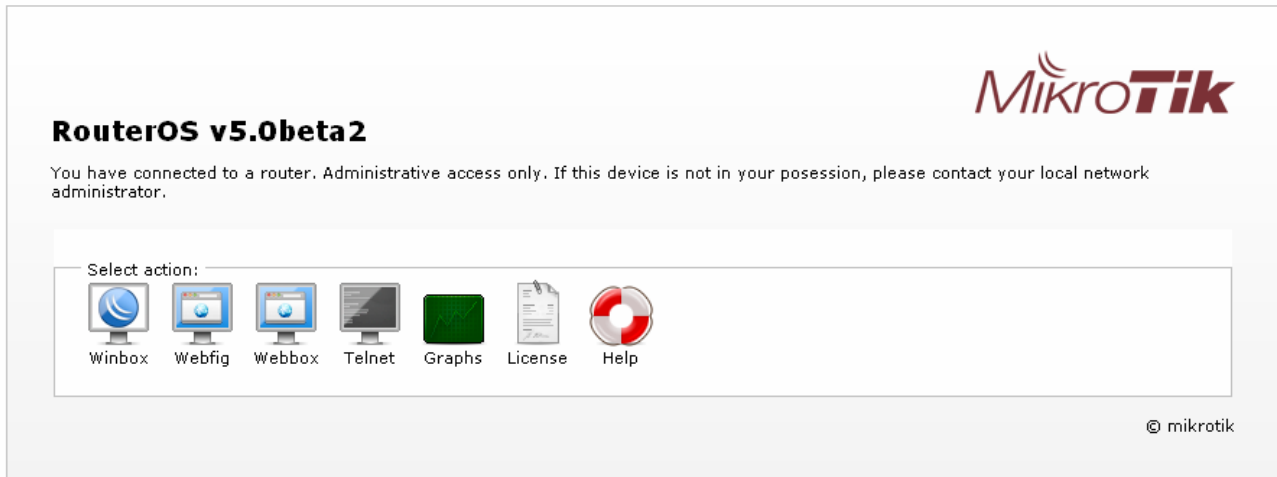 MikroTik
RouterOS v5.0beta2
You have connected to a router. Administrative access only. If this device is not in your posession, please contact your local network
administrator.
Select action:
Winbox Webfig Webbox Telnet Graphs License Help
© mikrotik